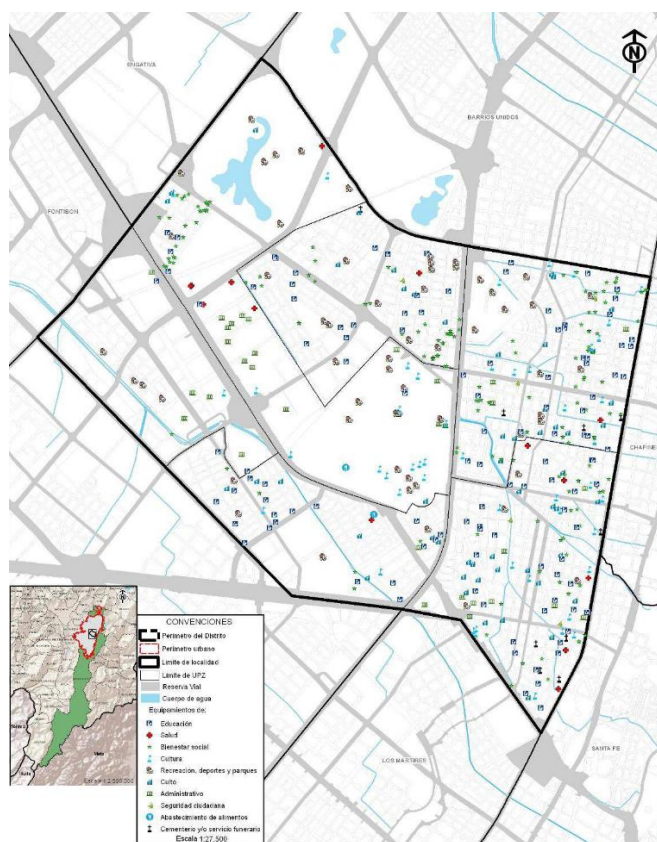 N
ENGATIVA
BARRIOS UNIDOS
FONTIBON
CHAPINE
SANTA FE
LOS MARTIRES
CONVENCIONES
Perímetro del Distrito
Perímetro urbano
Límite de localidad
Límite de UPZ
Reserva Vial
Cuerpo de agua
Equipamientos de:
Educación
Salud
Bienestar social
Cultura
Recreación, deportes y parques
Culto
Administrativo
Seguridad ciudadana
Abastecimiento de alimentos
Cementerio y/o servicio funerario
Escala 1:27.500